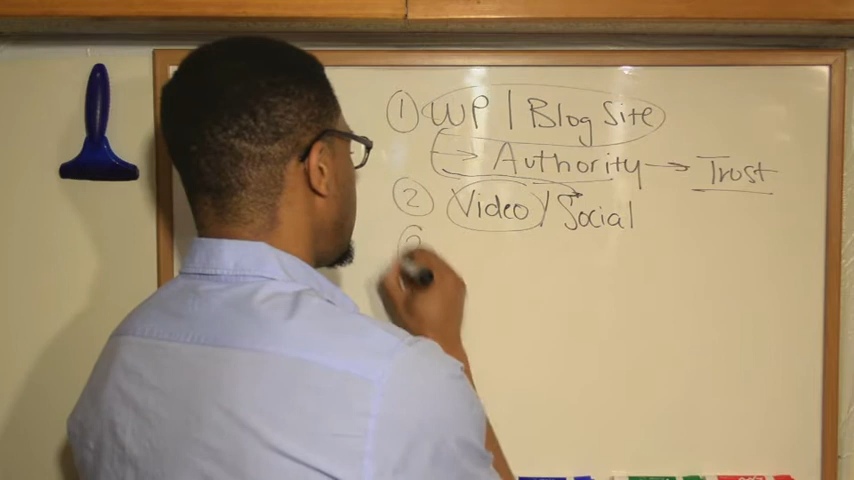 ① WP | Blog Site
→ Authority → Trust
② Video / Social